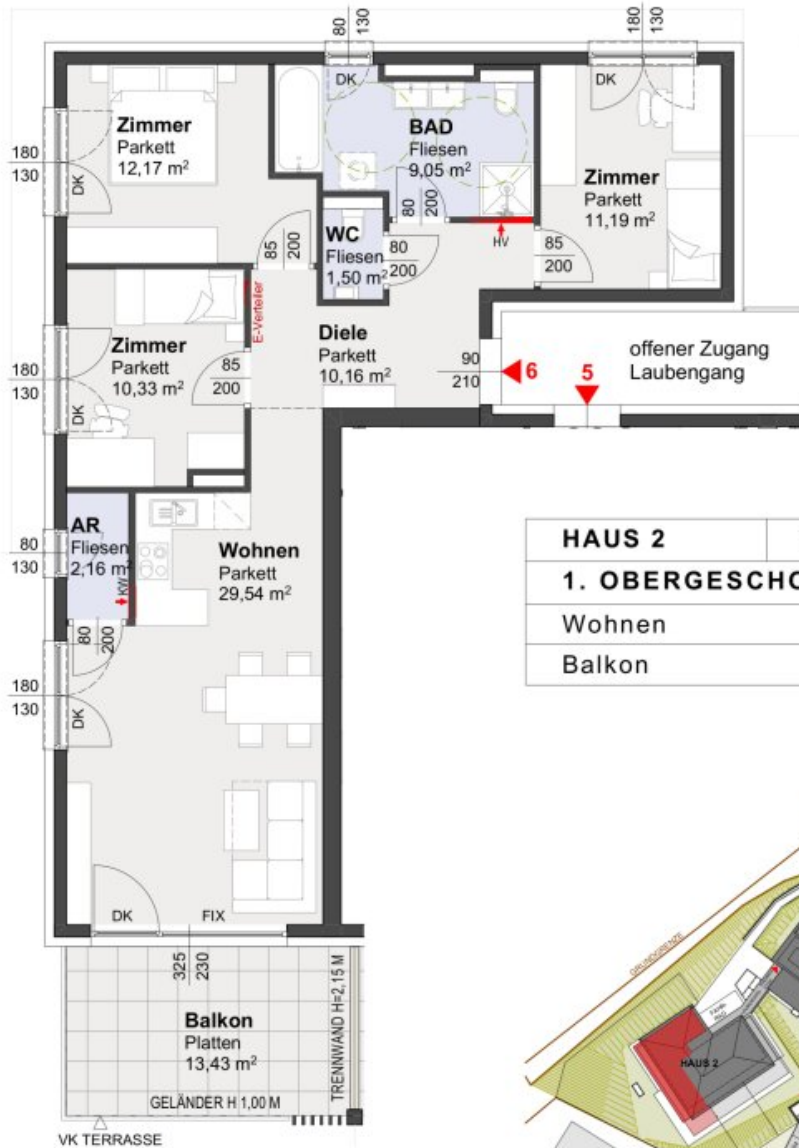 80
130
180
130
DK
DK
Zimmer
Parkett
12,17 m²
BAD
Fliesen
9,05 m²
Zimmer
Parkett
11,19 m²
180
130
DK
80
200
WC
Fliesen
1,50 m²
80
200
HV
85
200
85
200
E-Verteiler
Zimmer
Parkett
10,33 m²
85
200
Diele
Parkett
10,16 m²
90
210
6
5
offener Zugang
Laubengang
180
130
DK
AR
Fliesen
2,16 m²
KW
80
130
Wohnen
Parkett
29,54 m²
80
200
180
130
DK
HAUS 2
1. OBERGESCHO
Wohnen
Balkon
DK
FIX
325
230
Balkon
Platten
13,43 m²
TRENNWAND H=2,15 M
GELÄNDER H 1,00 M
VK TERRASSE
GRUNDGRENZE
HAUS 2